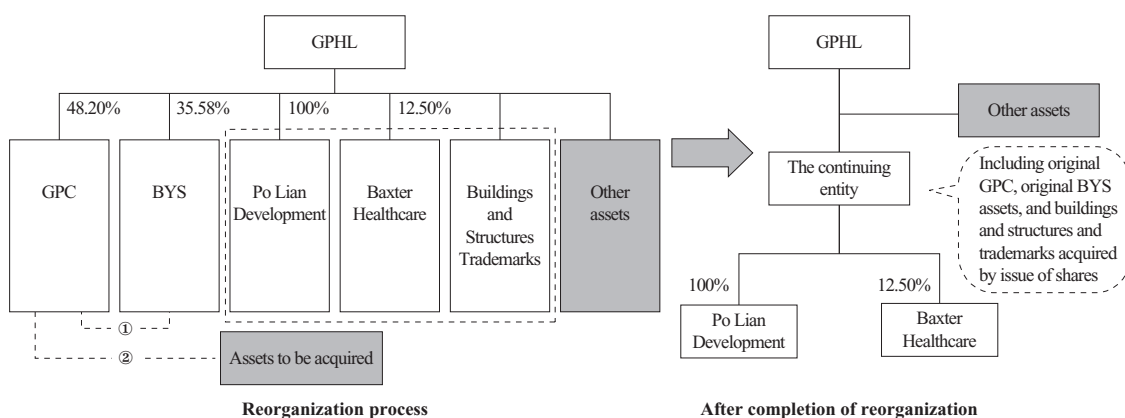 GPHL
48.20%
35.58%
100%
12.50%
GPC
BYS
Po Lian
Development
Baxter
Healthcare
Buildings
and
Structures
Trademarks
Other
assets
①
②
Assets to be acquired
Reorganization process
GPHL
Other assets
The continuing
entity
Including original
GPC, original BYS
assets, and buildings
and structures and
trademarks acquired
by issue of shares
100%
12.50%
Po Lian
Development
Baxter
Healthcare
After completion of reorganization